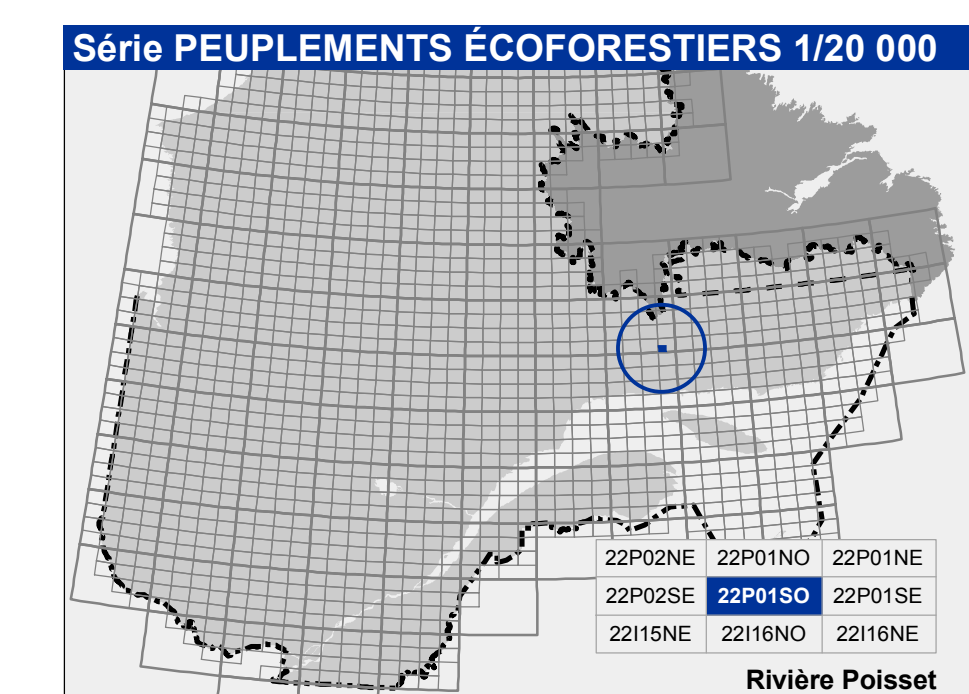 Série PEUPLEMENTS ÉCOFORESTIERS 1/20 000
22P02NE 22P01NO 22P01NE
22P02SE 22P01SO 22P01SE
22I15NE 22I16NO 22I16NE
Rivière Poisset